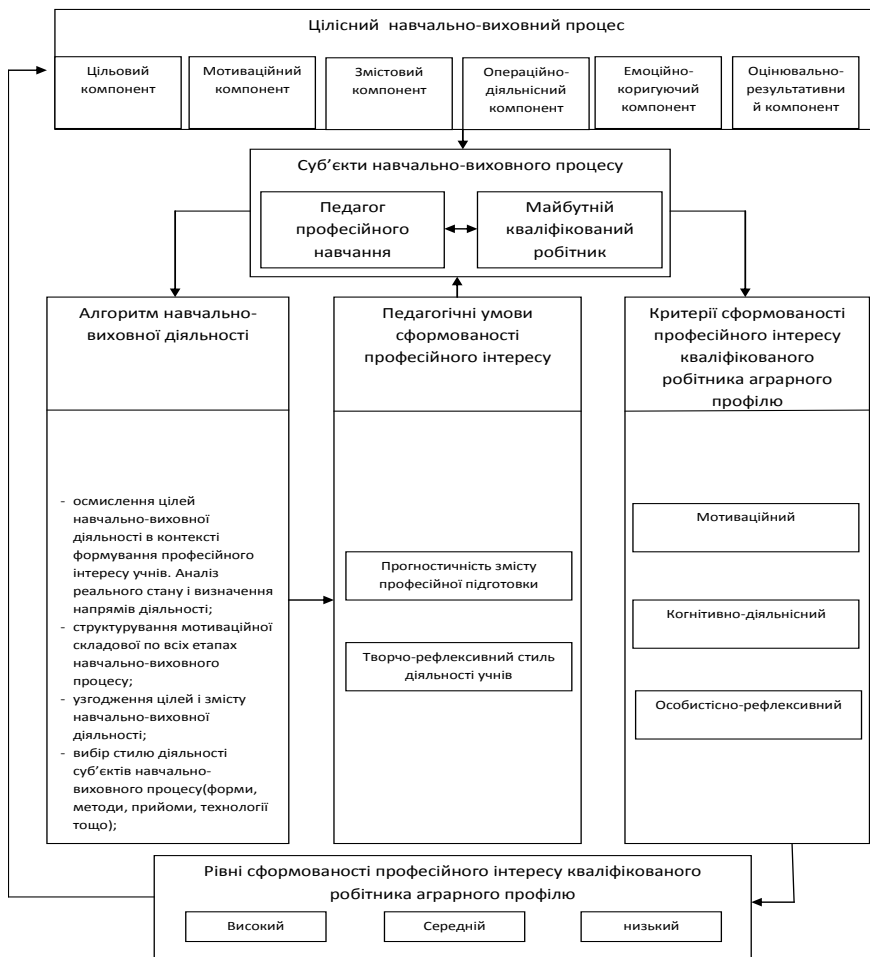 Цілісний навчально-виховний процес
Цільовий
компонент
Мотиваційний
компонент
Змістовий
компонент
Операційно-
діяльнісний
компонент
Емоційно-
коригуючий
компонент
Оцінювально-
результативни
й компонент
Суб’єкти навчально-виховного процесу
Педагог
професійного
навчання
Майбутній
кваліфікований
робітник
Алгоритм навчально-
виховної діяльності
- осмислення цілей
навчально-виховної
діяльності в контексті
формування професійного
інтересу учнів. Аналіз
реального стану і визначення
напрямів діяльності;
- структурування мотиваційної
складової по всіх етапах
навчально-виховного
процесу;
- узгодження цілей і змісту
навчально-виховної
діяльності;
- вибір стилю діяльності
суб’єктів навчально-
виховного процесу(форми,
методи, прийоми, технології
тощо);
Педагогічні умови
сформованості
професійного інтересу
Прогностичність змісту
професійної підготовки
Творчо-рефлексивний стиль
діяльності учнів
Критерії сформованості
професійного інтересу
кваліфікованого
робітника аграрного
профілю
Мотиваційний
Когнітивно-діяльнісний
Особистісно-рефлексивний
Рівні сформованості професійного інтересу кваліфікованого
робітника аграрного профілю
Високий
Середній
низький